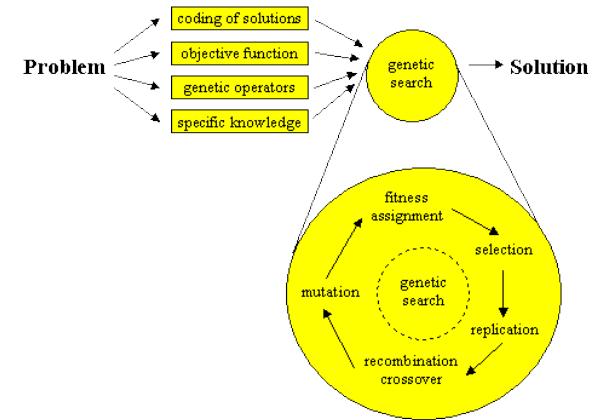 Problem
coding of solutions
objective function
genetic operators
specific knowledge
genetic
search
Solution
fitness
assignment
selection
replication
recombination
crossover
mutation
genetic
search